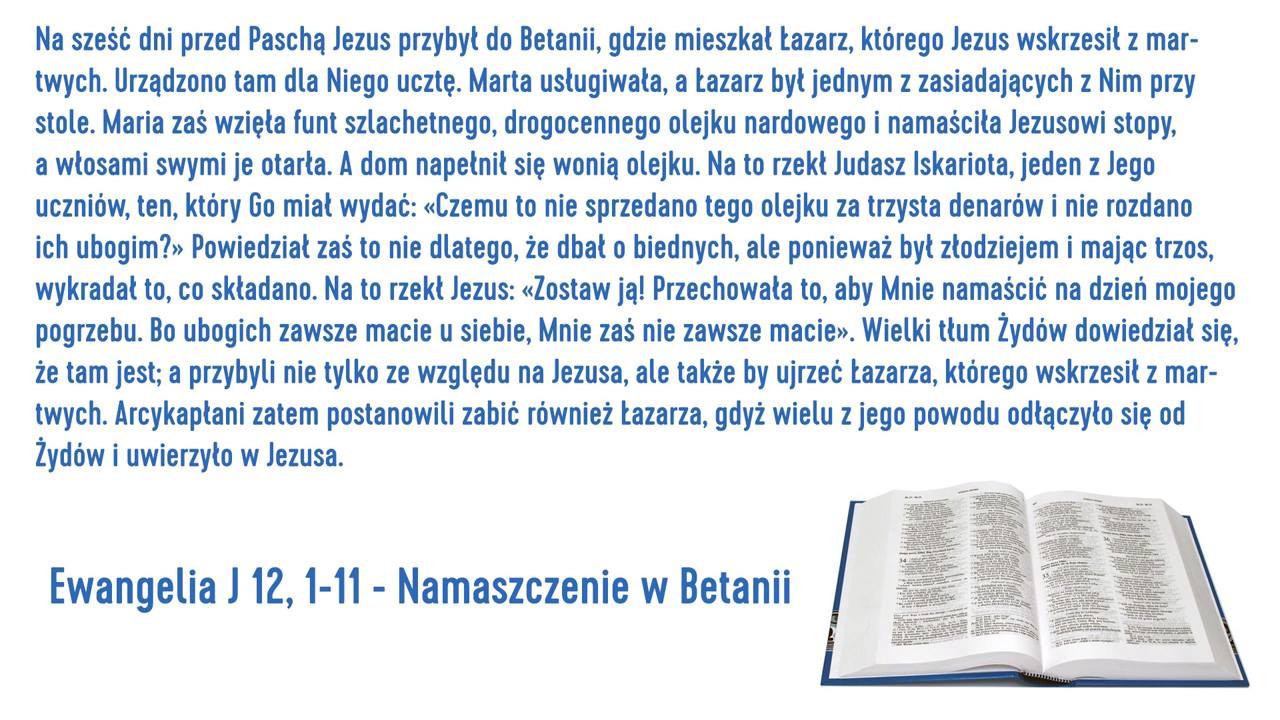 Na sześć dni przed Paschą Jezus przybył do Betanii, gdzie mieszkał Łazarz, którego Jezus wskrzesił z mar-
twych. Urządzono tam dla Niego ucztę. Marta usługiwała, a Łazarz był jednym z zasiadających z Nim przy
stole. Maria zaś wzięła funt szlachetnego, drogocennego olejku nardowego i namaściła Jezusowi stopy,
a włosami swymi je otarła. A dom napełnił się wonią olejku. Na to rzekł Judasz Iskariota, jeden z Jego
uczniów, ten, który Go miał wydać: «Czemu to nie sprzedano tego olejku za trzysta denarów i nie rozdano
ich ubogim?» Powiedział zaś to nie dlatego, że dbał o biednych, ale ponieważ był złodziejem i mając trzos,
wykradał to, co składano. Na to rzekł Jezus: «Zostaw ją! Przechowała to, aby Mnie namaścić na dzień mojego
pogrzebu. Bo ubogich zawsze macie u siebie, Mnie zaś nie zawsze macie». Wielki tłum Żydów dowiedział się,
że tam jest; a przybyli nie tylko ze względu na Jezusa, ale także by ujrzeć Łazarza, którego wskrzesił z mar-
twych. Arcykapłani zatem postanowili zabić również Łazarza, gdyż wielu z jego powodu odłączyło się od
Żydów i uwierzyło w Jezusa.
Ewangelia J 12, 1-11 - Namaszczenie w Betanii
34
33
36